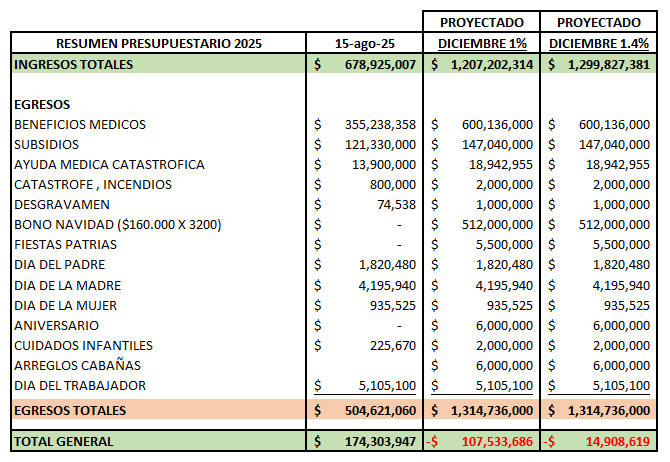 PROYECTADO PROYECTADO
RESUMEN PRESUPUESTARIO 2025 15-ago-25 DICIEMBRE 1% DICIEMBRE 1.4%
INGRESOS TOTALES $ 678,925,007 $ 1,207,202,314 $ 1,299,827,381
EGRESOS
BENEFICIOS MEDICOS $ 355,238,358 $ 600,136,000 $ 600,136,000
SUBSIDIOS $ 121,330,000 $ 147,040,000 $ 147,040,000
AYUDA MEDICA CATASTROFICA $ 13,900,000 $ 18,942,955 $ 18,942,955
CATASTROFE , INCENDIOS $ 800,000 $ 2,000,000 $ 2,000,000
DESGRAVAMEN $ 74,538 $ 1,000,000 $ 1,000,000
BONO NAVIDAD ($160.000 X 3200) $ - $ 512,000,000 $ 512,000,000
FIESTAS PATRIAS $ - $ 5,500,000 $ 5,500,000
DIA DEL PADRE $ 1,820,480 $ 1,820,480 $ 1,820,480
DIA DE LA MADRE $ 4,195,940 $ 4,195,940 $ 4,195,940
DIA DE LA MUJER $ 935,525 $ 935,525 $ 935,525
ANIVERSARIO $ - $ 6,000,000 $ 6,000,000
CUIDADOS INFANTILES $ 225,670 $ 2,000,000 $ 2,000,000
ARREGLOS CABAÑAS $ 6,000,000 $ 6,000,000
DIA DEL TRABAJADOR $ 5,105,100 $ 5,105,100 $ 5,105,100
EGRESOS TOTALES $ 504,621,060 $ 1,314,736,000 $ 1,314,736,000
TOTAL GENERAL $ 174,303,947 -$ 107,533,686 -$ 14,908,619